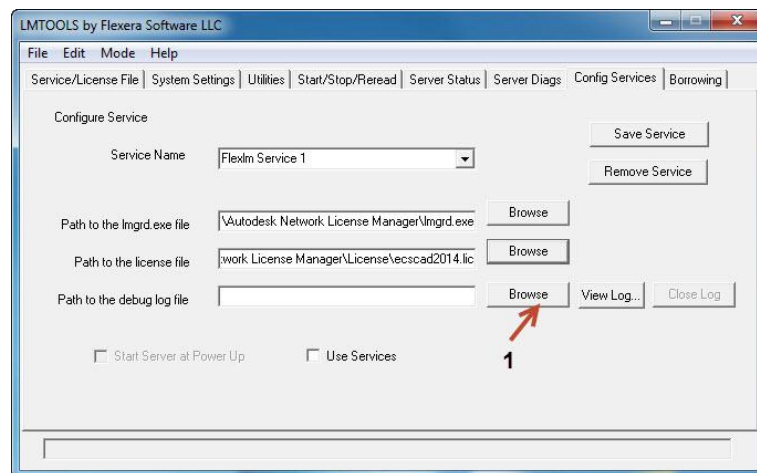 LMTOOLS by Flexera Software LLC
File Edit Mode Help
Service/License File System Settings Utilities Start/Stop/Reread Server Status Server Diags Config Services Borrowing
Configure Service
Save Service
Service Name Flexlm Service 1
Remove Service
Path to the lmgrd.exe file \Autodesk Network License Manager\lmgrd.exe Browse
Path to the license file :work License Manager\License\ecscad2014.lic Browse
Path to the debug log file Browse View Log... Close Log
Start Server at Power Up Use Services
1